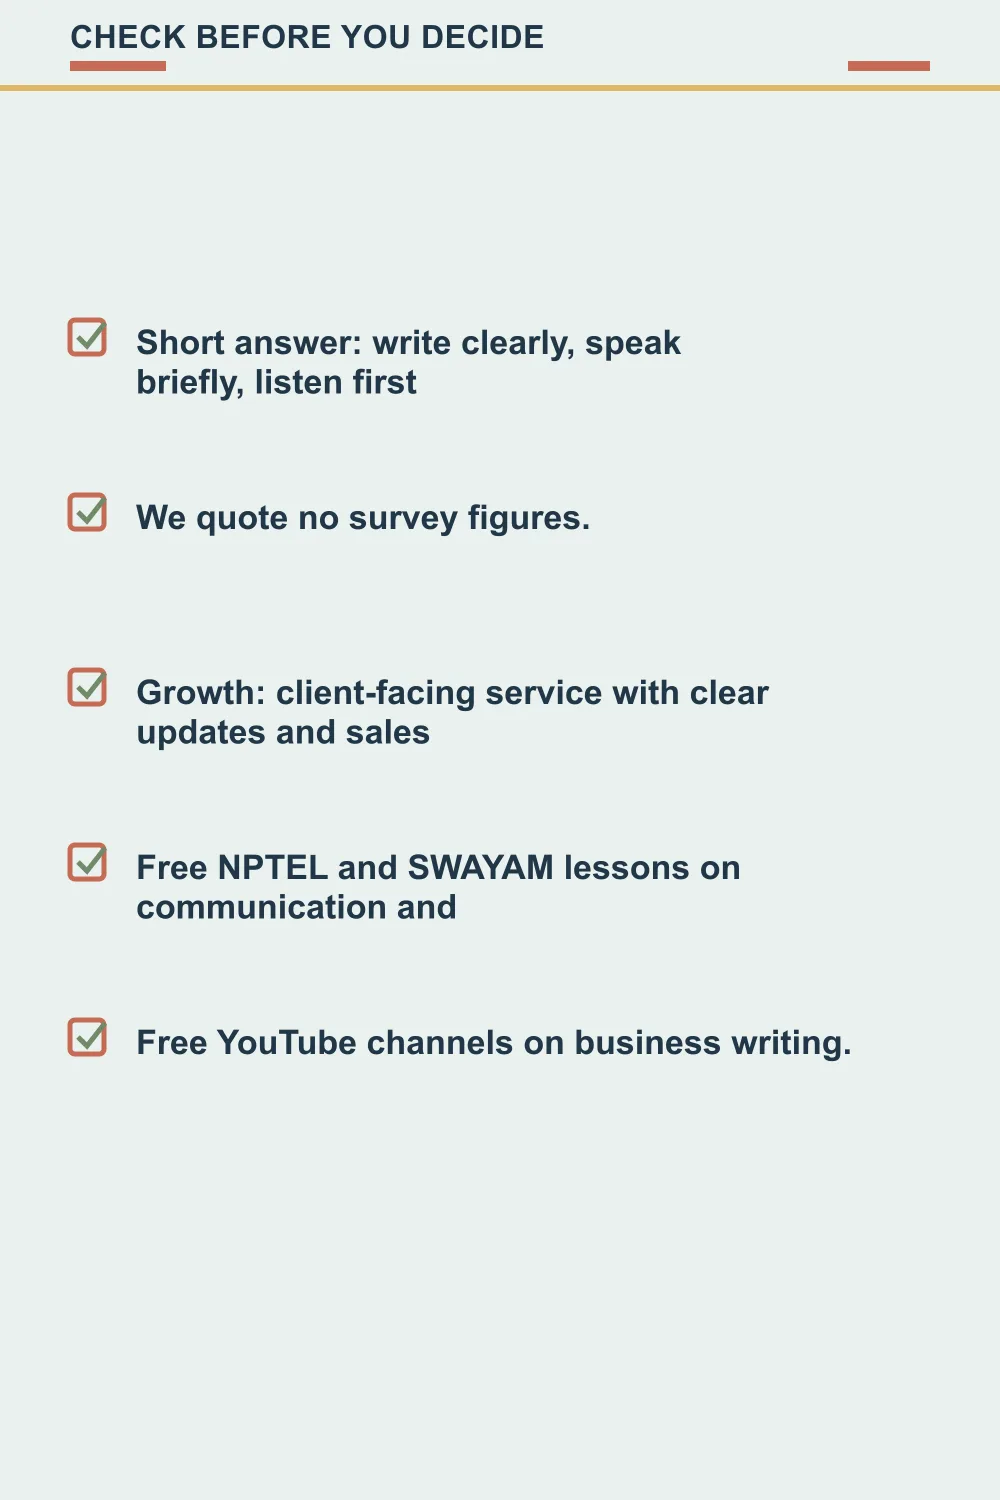 CHECK BEFORE YOU DECIDE
Short answer: write clearly, speak
briefly, listen first
We quote no survey figures.
Growth: client-facing service with clear
updates and sales
Free NPTEL and SWAYAM lessons on
communication and
Free YouTube channels on business writing.